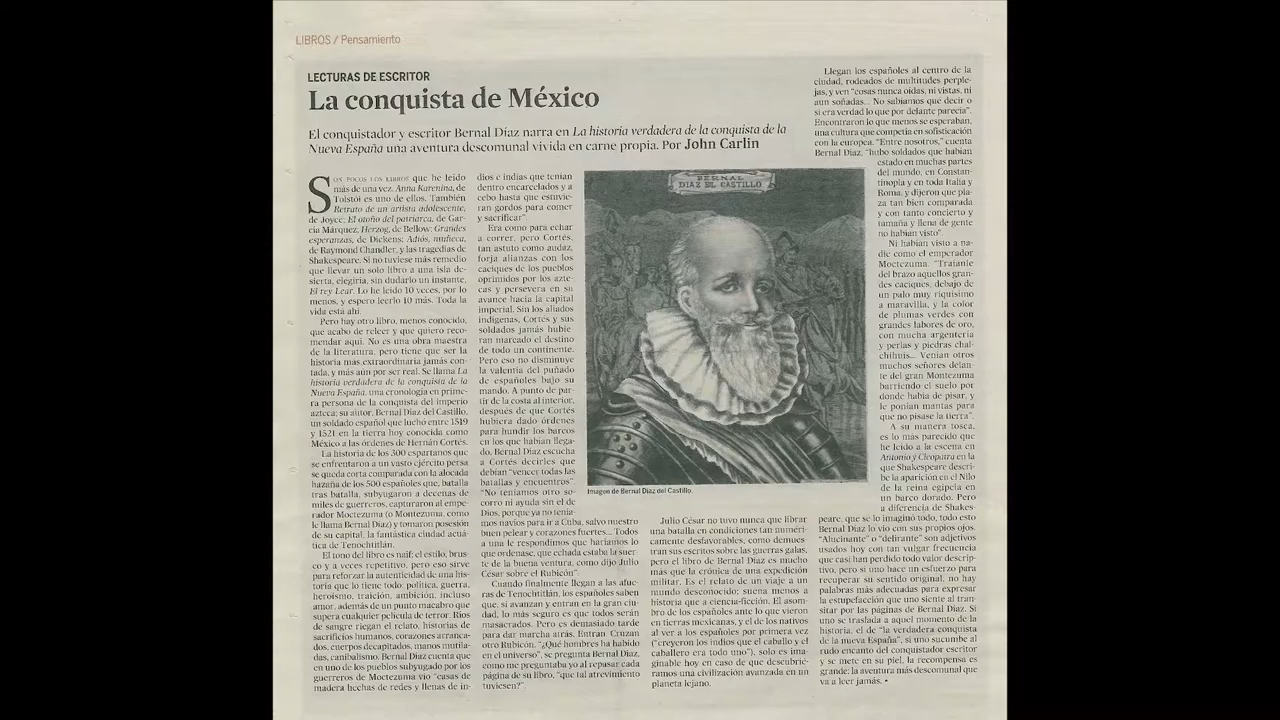 LIBROS / Pensamiento
LECTURAS DE ESCRITOR
La conquista de México
El conquistador y escritor Bernal Díaz narra en La historia verdadera de la conquista de la
Nueva España una aventura descomunal vivida en carne propia. Por John Carlin
SON POCOS LOS LIBROS que he leído
más de una vez. Anna Karenina, de
Tolstói es uno de ellos. También
Retrato de un artista adolescente,
de Joyce; El otoño del patriarca, de Gar-
cía Márquez, Herzog, de Bellow; Grandes
esperanzas, de Dickens; Adiós, muñeca,
de Raymond Chandler, y las tragedias de
Shakespeare. Si no tuviese más remedio
que llevar un solo libro a una isla de-
sierta, elegiría, sin dudarlo un instante,
El rey Lear. Lo he leído 10 veces, por lo
menos, y espero leerlo 10 más. Toda la
vida está ahí.
Pero hay otro libro, menos conocido,
que acabo de releer y que quiero reco-
mendar aquí. No es una obra maestra
de la literatura, pero tiene que ser la
historia más extraordinaria jamás con-
tada, y más aún por ser real. Se llama La
historia verdadera de la conquista de la
Nueva España, una cronología en prime-
ra persona de la conquista del imperio
azteca; su autor, Bernal Díaz del Castillo,
un soldado español que luchó entre 1519
y 1521 en la tierra hoy conocida como
México a las órdenes de Hernán Cortés.
La historia de los 300 espartanos que
se enfrentaron a un vasto ejército persa
se queda corta comparada con la alocada
hazaña de los 500 españoles que, batalla
tras batalla, subyugaron a decenas de
miles de guerreros, capturaron al empe-
rador Moctezuma (o Montezuma, como
le llama Bernal Díaz) y tomaron posesión
de su capital, la fantástica ciudad acuá-
tica de Tenochtitlán.
El tono del libro es naíf; el estilo, brus-
co y a veces repetitivo, pero eso sirve
para reforzar la autenticidad de una his-
toria que lo tiene todo: política, guerra,
heroísmo, traición, ambición, incluso
amor, además de un punto macabro que
supera cualquier película de terror. Ríos
de sangre riegan el relato, historias de
sacrificios humanos, corazones arranca-
dos, cuerpos decapitados, manos mutila-
das, canibalismo. Bernal Díaz cuenta que
en uno de los pueblos subyugado por los
guerreros de Moctezuma vio "casas de
madera hechas de redes y llenas de in-
dios e indias que tenían
dentro encarcelados y a
cebo hasta que estuvie-
ran gordos para comer
y sacrificar".
Era como para echar
a correr, pero Cortés,
tan astuto como audaz,
forja alianzas con los
caciques de los pueblos
oprimidos por los azte-
cas y persevera en su
avance hacia la capital
imperial. Sin los aliados
indígenas, Cortés y sus
soldados jamás hubie-
ran marcado el destino
de todo un continente.
Pero eso no disminuye
la valentía del puñado
de españoles bajo su
mando. A punto de par-
tir de la costa al interior,
después de que Cortés
hubiera dado órdenes
para hundir los barcos
en los que habían llega-
do, Bernal Díaz escucha
a Cortés decirles que
debían "vencer todas las
batallas y encuentros".
"No teníamos otro so-
corro ni ayuda sin el de
Dios, porque ya no tenía-
mos navíos para ir a Cuba, salvo nuestro
buen pelear y corazones fuertes... Todos
a una le respondimos que haríamos lo
que ordenase, que echada estaba la suer-
te de la buena ventura, como dijo Julio
César sobre el Rubicón".
Cuando finalmente llegan a las afue-
ras de Tenochtitlán, los españoles saben
que, si avanzan y entran en la gran ciu-
dad, lo más seguro es que todos serán
masacrados. Pero es demasiado tarde
para dar marcha atrás. Entran. Cruzan
otro Rubicón. "¿Qué hombres ha habido
en el universo", se pregunta Bernal Díaz,
como me preguntaba yo al repasar cada
página de su libro, "que tal atrevimiento
tuviesen?".
BERNAL
DIAZ EL CASTILLO
Imagen de Bernal Díaz del Castillo.
Julio César no tuvo nunca que librar
una batalla en condiciones tan numéri-
camente desfavorables, como demues-
tran sus escritos sobre las guerras galas,
pero el libro de Bernal Díaz es mucho
más que la crónica de una expedición
militar. Es el relato de un viaje a un
mundo desconocido; suena menos a
historia que a ciencia-ficción. El asom-
bro de los españoles ante lo que vieron
en tierras mexicanas, y el de los nativos
al ver a los españoles por primera vez
("creyeron los indios que el caballo y el
caballero era todo uno"), solo es ima-
ginable hoy en caso de que descubrié-
ramos una civilización avanzada en un
planeta lejano.
Llegan los españoles al centro de la
ciudad, rodeados de multitudes perple-
jas, y ven "cosas nunca oídas, ni vistas, ni
aun soñadas... No sabíamos qué decir o
si era verdad lo que por delante parecía".
Encontraron lo que menos se esperaban,
una cultura que competía en sofisticación
con la europea. "Entre nosotros," cuenta
Bernal Díaz, "hubo soldados que habían
estado en muchas partes
del mundo, en Constan-
tinopla y en toda Italia y
Roma, y dijeron que pla-
za tan bien comparada
y con tanto concierto y
tamaña y llena de gente
no habían visto".
Ni habían visto a na-
die como el emperador
Moctezuma. "Traíanle
del brazo aquellos gran-
des caciques, debajo de
un palio muy riquísimo
a maravilla, y la color
de plumas verdes con
grandes labores de oro,
con mucha argentería
y perlas y piedras chal-
chihuis... Venían otros
muchos señores delan-
te del gran Montezuma
barriendo el suelo por
donde había de pisar, y
le ponían mantas para
que no pisase la tierra".
A su manera tosca,
es lo más parecido que
he leído a la escena en
Antonio y Cleopatra en la
que Shakespeare descri-
be la aparición en el Nilo
de la reina egipcia en
un barco dorado. Pero
a diferencia de Shakes-
peare, que se lo imaginó todo, todo esto
Bernal Díaz lo vio con sus propios ojos.
"Alucinante" o "delirante" son adjetivos
usados hoy con tan vulgar frecuencia
que casi han perdido todo valor descrip-
tivo, pero si uno hace un esfuerzo para
recuperar su sentido original, no hay
palabras más adecuadas para expresar
la estupefacción que uno siente al tran-
sitar por las páginas de Bernal Díaz. Si
uno se traslada a aquel momento de la
historia, el de "la verdadera conquista
de la nueva España", si uno sucumbe al
rudo encanto del conquistador escritor
y se mete en su piel, la recompensa es
grande: la aventura más descomunal que
va a leer jamás. •